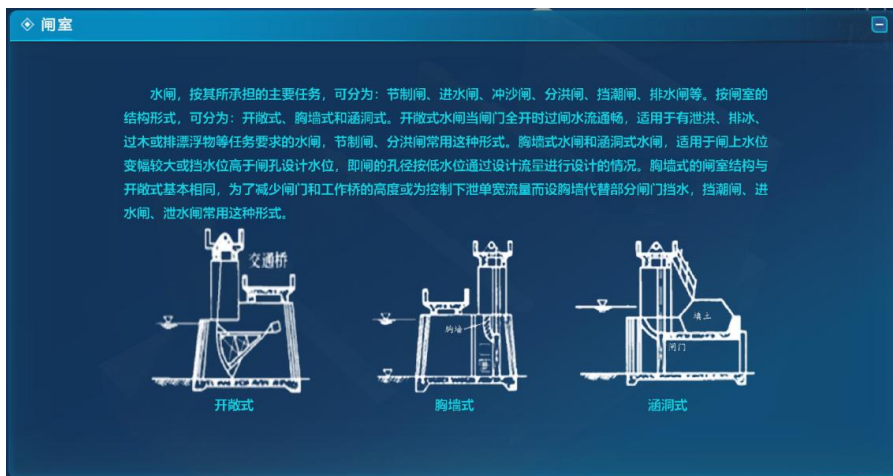 闸室
水闸，按其所承担的主要任务，可分为：节制闸、进水闸、冲沙闸、分洪闸、挡潮闸、排水闸等。按闸室的
结构形式，可分为：开敞式、胸墙式和涵洞式。开敞式水闸当闸门全开时过闸水流通畅，适用于有泄洪、排冰、
过木或排漂浮物等任务要求的水闸，节制闸、分洪闸常用这种形式。胸墙式水闸和涵洞式水闸，适用于闸上水位
变幅较大或挡水位高于闸孔设计水位，即闸的孔径按低水位通过设计流量进行设计的情况。胸墙式的闸室结构与
开敞式基本相同，为了减少闸门和工作桥的高度或为控制下泄单宽流量而设胸墙代替部分闸门挡水，挡潮闸、进
水闸、泄水闸常用这种形式。
交通桥
胸墙
填土
闸门
开敞式
胸墙式
涵洞式